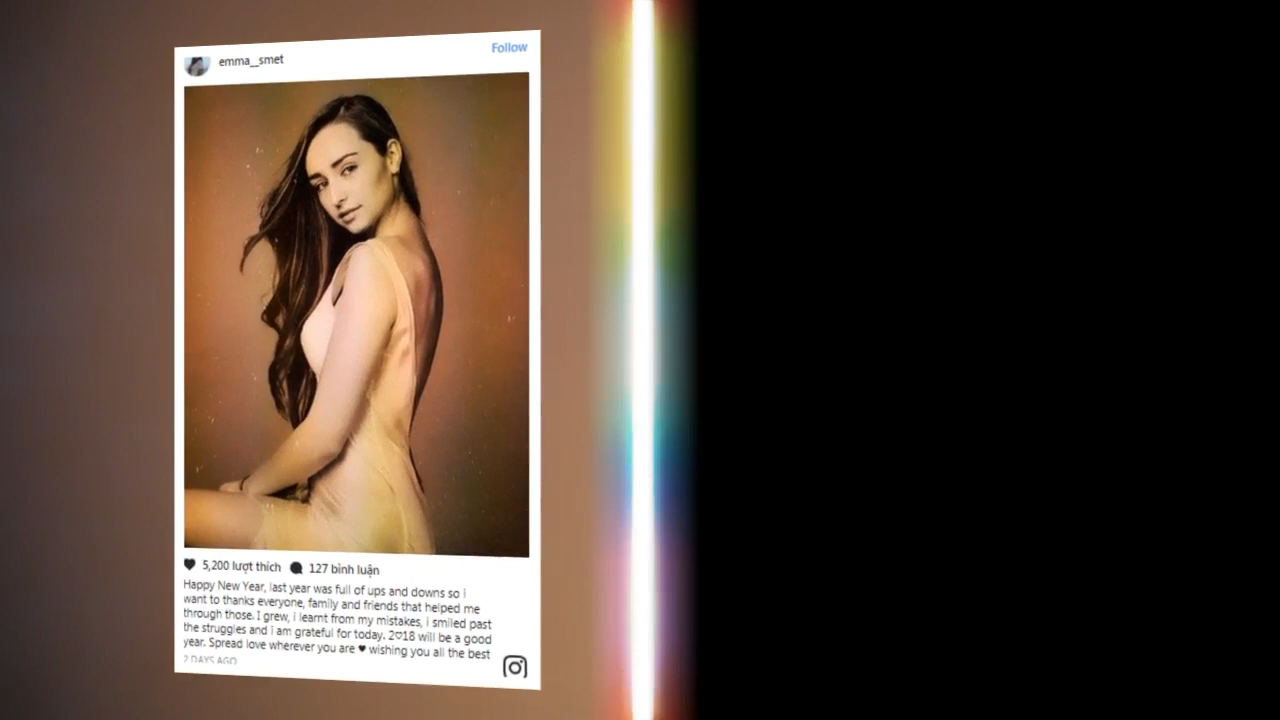 emma__smet
Follow
5,200 lượt thích 127 bình luận
Happy New Year, last year was full of ups and downs so i
want to thanks everyone, family and friends that helped me
through those. I grew, i learnt from my mistakes, i smiled past
the struggles and i am grateful for today. 2♡18 will be a good
year. Spread love wherever you are ♥ wishing you all the best
2 DAYS AGO